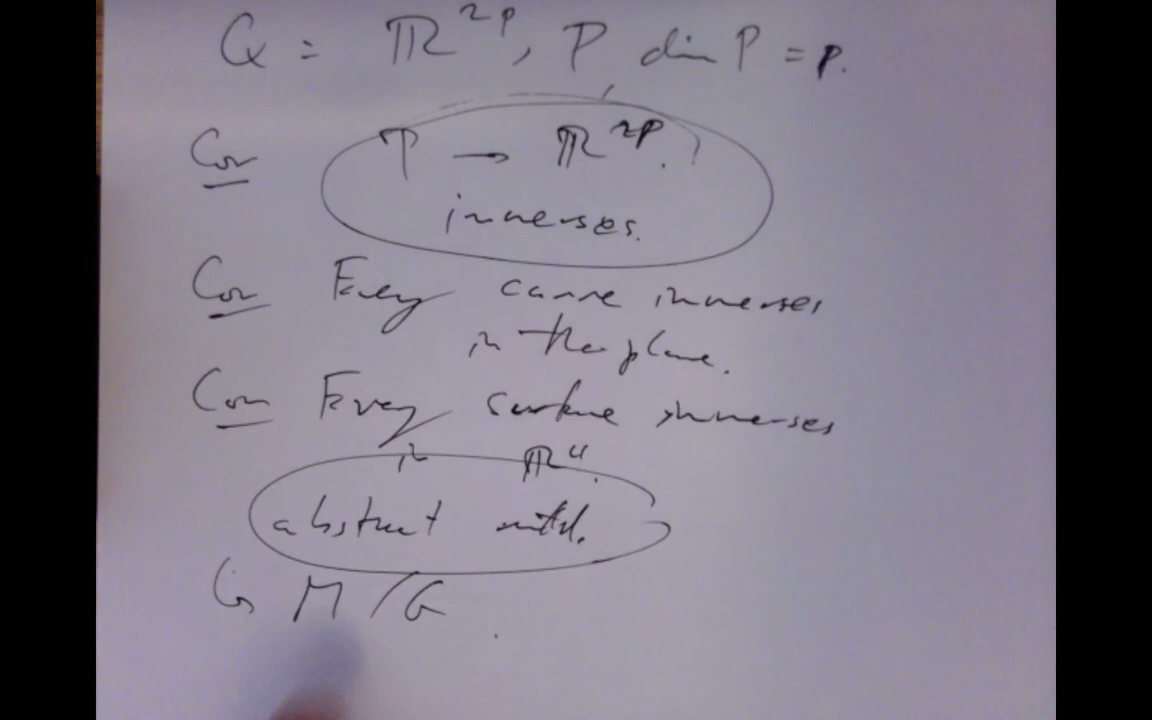 Q = ℝ^2p, P, dim P = p.
Cor P → ℝ^2p.
immerses.
Cor Every curve immerses
in the plane.
Cor Every surface immerses
in ℝ^4.
abstract mfd.
↳ M/G